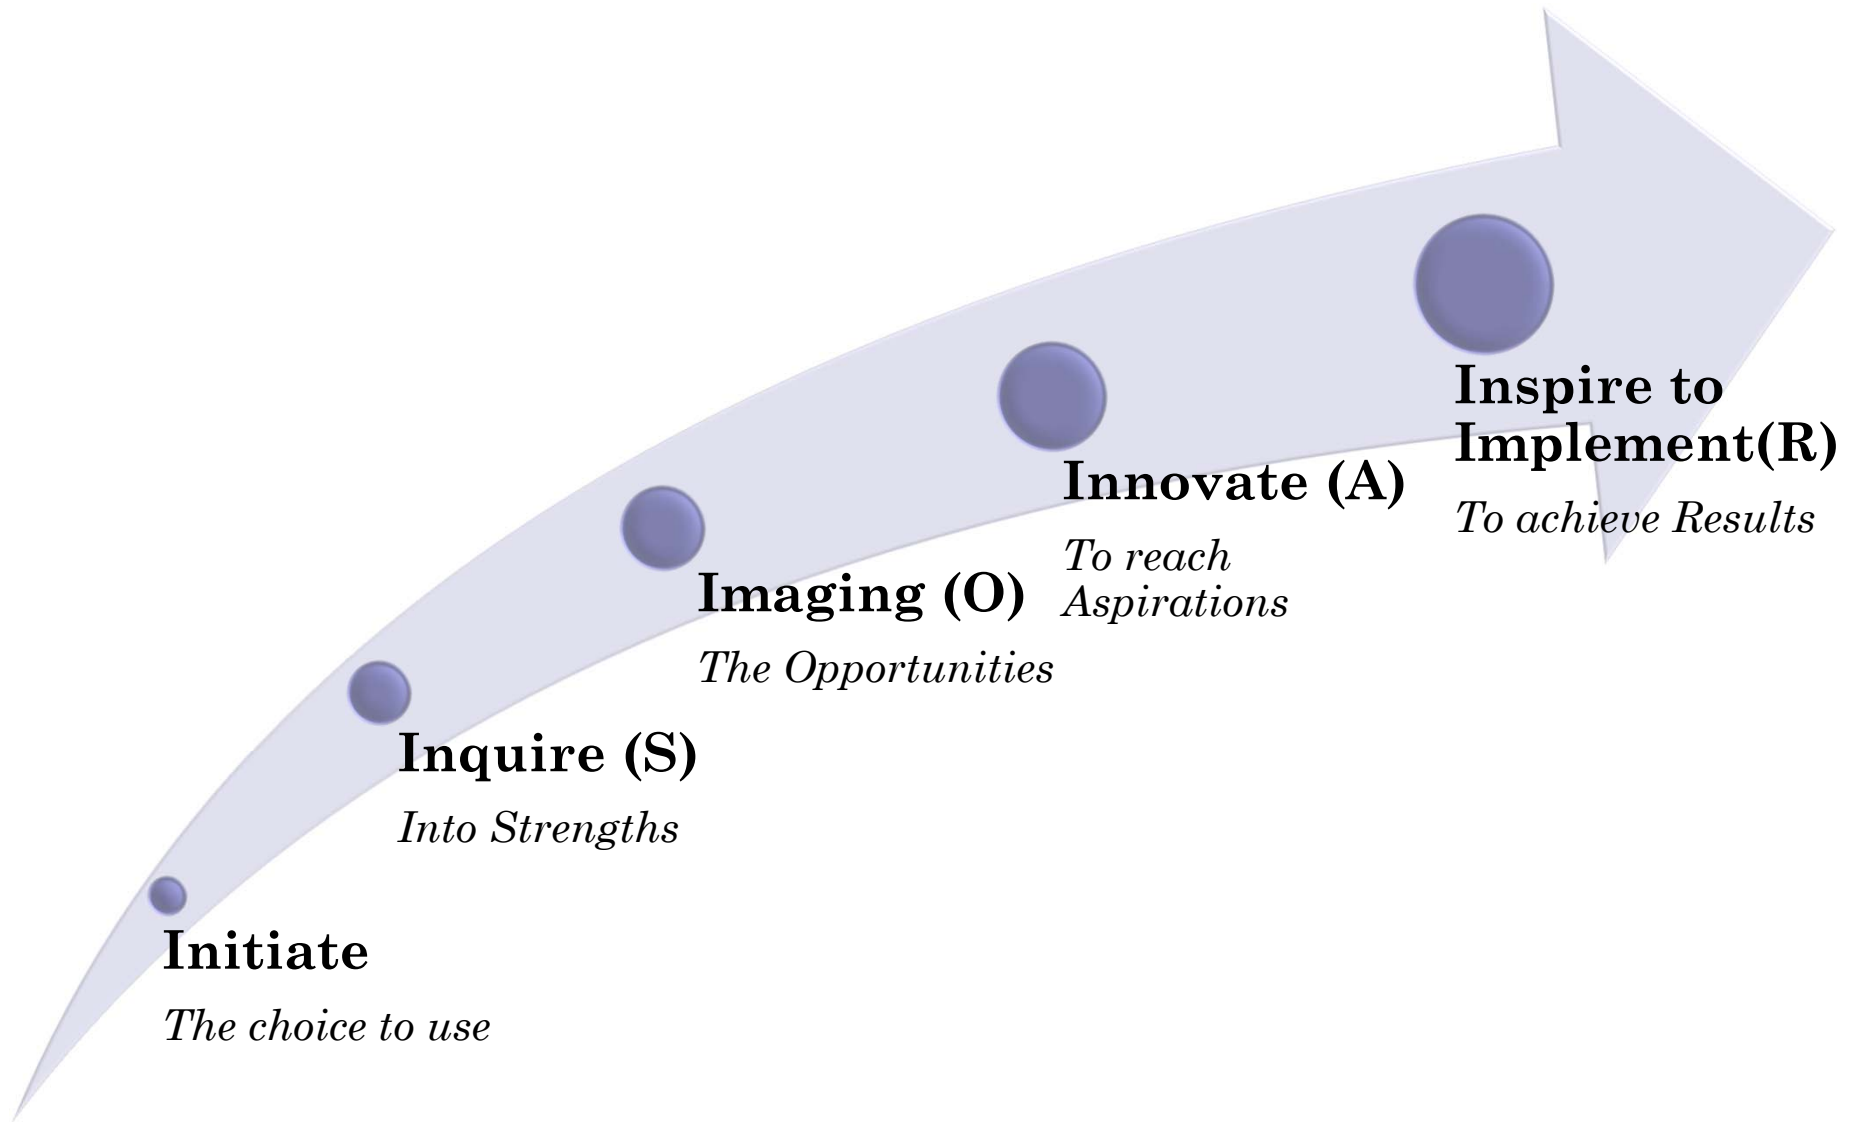 Initiate
The choice to use
Inquire (S)
Into Strengths
Imaging (O)
The Opportunities
Innovate (A)
To reach
Aspirations
Inspire to
Implement(R)
To achieve Results